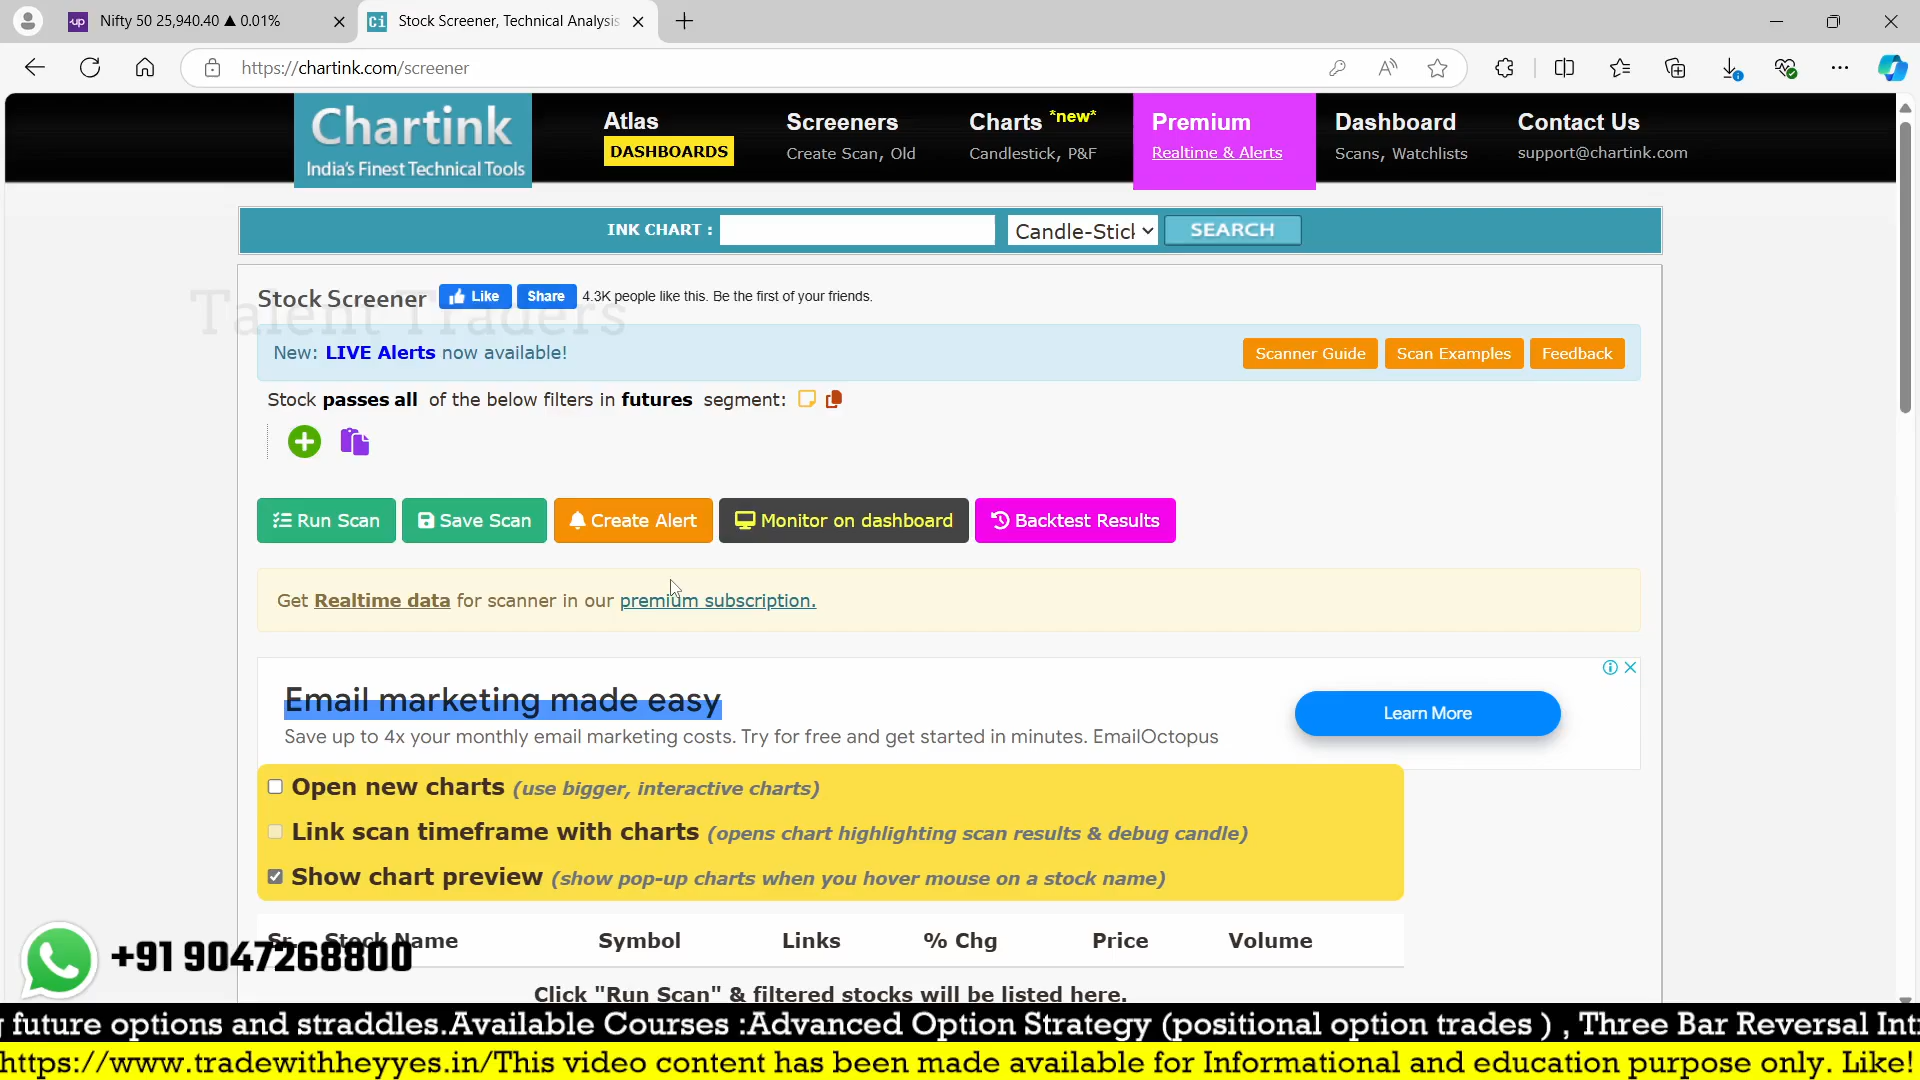 Nifty 50 25,940.40 ▲ 0.01%
Stock Screener, Technical Analysis
https://chartink.com/screener
Chartink
India's Finest Technical Tools
Atlas
DASHBOARDS
Screeners
Create Scan, Old
Charts *new*
Candlestick, P&F
Premium
Realtime & Alerts
Dashboard
Scans, Watchlists
Contact Us
support@chartink.com
INK CHART :
Candle-Stick
SEARCH
Stock Screener
Like
Share
4.3K people like this. Be the first of your friends.
Talent Traders
New: LIVE Alerts now available!
Scanner Guide
Scan Examples
Feedback
Stock passes all of the below filters in futures segment:
Run Scan
Save Scan
Create Alert
Monitor on dashboard
Backtest Results
Get Realtime data for scanner in our premium subscription.
Email marketing made easy
Save up to 4x your monthly email marketing costs. Try for free and get started in minutes. EmailOctopus
Learn More
Open new charts (use bigger, interactive charts)
Link scan timeframe with charts (opens chart highlighting scan results & debug candle)
Show chart preview (show pop-up charts when you hover mouse on a stock name)
Sr. Stock Name Symbol Links % Chg Price Volume
+91 9047268800
Click "Run Scan" & filtered stocks will be listed here.
future options and straddles.Available Courses :Advanced Option Strategy (positional option trades ) , Three Bar Reversal
https://www.tradewithheyyes.in/This video content has been made available for Informational and education purpose only. Like!